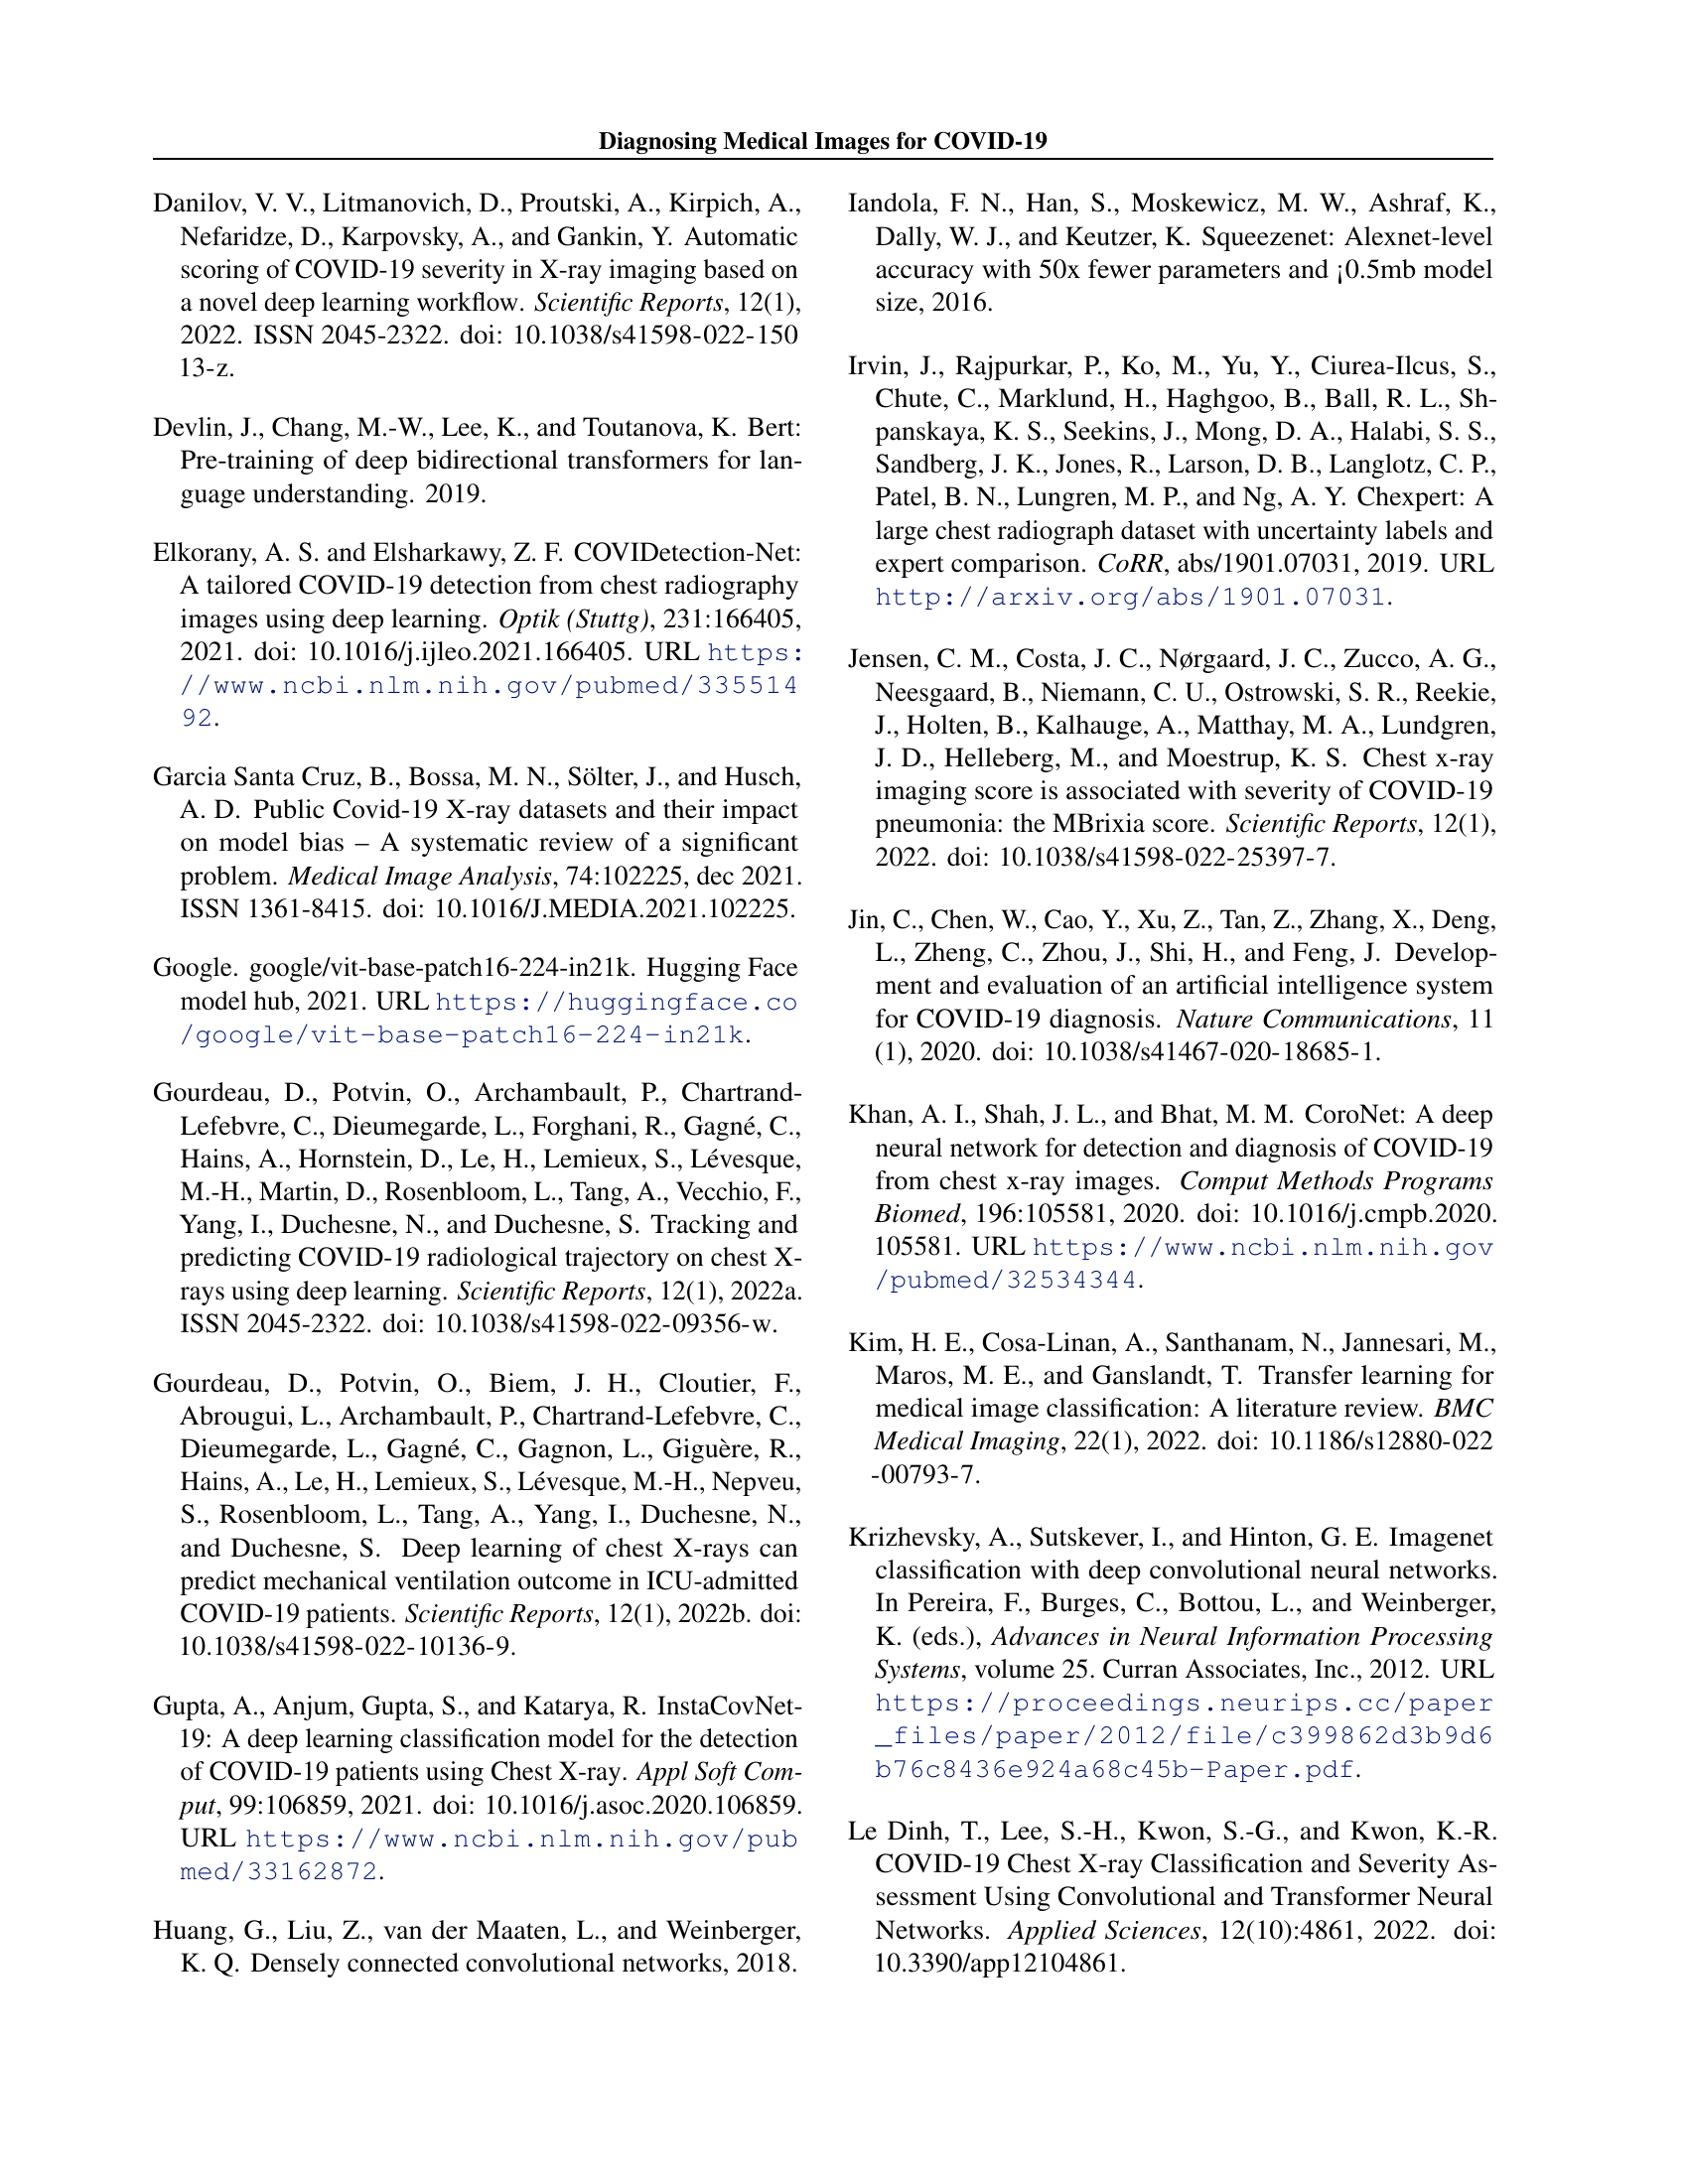 Diagnosing Medical Images for COVID-19
Danilov, V. V., Litmanovich, D., Proutski, A., Kirpich, A.,
Nefaridze, D., Karpovsky, A., and Gankin, Y. Automatic
scoring of COVID-19 severity in X-ray imaging based on
a novel deep learning workflow. Scientific Reports, 12(1),
2022. ISSN 2045-2322. doi: 10.1038/s41598-022-150
13-z.
Devlin, J., Chang, M.-W., Lee, K., and Toutanova, K. Bert:
Pre-training of deep bidirectional transformers for lan-
guage understanding. 2019.
Elkorany, A. S. and Elsharkawy, Z. F. COVIDetection-Net:
A tailored COVID-19 detection from chest radiography
images using deep learning. Optik (Stuttg), 231:166405,
2021. doi: 10.1016/j.ijleo.2021.166405. URL https:
//www.ncbi.nlm.nih.gov/pubmed/335514
92.
Garcia Santa Cruz, B., Bossa, M. N., Sölter, J., and Husch,
A. D. Public Covid-19 X-ray datasets and their impact
on model bias – A systematic review of a significant
problem. Medical Image Analysis, 74:102225, dec 2021.
ISSN 1361-8415. doi: 10.1016/J.MEDIA.2021.102225.
Google. google/vit-base-patch16-224-in21k. Hugging Face
model hub, 2021. URL https://huggingface.co
/google/vit-base-patch16-224-in21k.
Gourdeau, D., Potvin, O., Archambault, P., Chartrand-
Lefebvre, C., Dieumegarde, L., Forghani, R., Gagné, C.,
Hains, A., Hornstein, D., Le, H., Lemieux, S., Lévesque,
M.-H., Martin, D., Rosenbloom, L., Tang, A., Vecchio, F.,
Yang, I., Duchesne, N., and Duchesne, S. Tracking and
predicting COVID-19 radiological trajectory on chest X-
rays using deep learning. Scientific Reports, 12(1), 2022a.
ISSN 2045-2322. doi: 10.1038/s41598-022-09356-w.
Gourdeau, D., Potvin, O., Biem, J. H., Cloutier, F.,
Abrougui, L., Archambault, P., Chartrand-Lefebvre, C.,
Dieumegarde, L., Gagné, C., Gagnon, L., Giguère, R.,
Hains, A., Le, H., Lemieux, S., Lévesque, M.-H., Nepveu,
S., Rosenbloom, L., Tang, A., Yang, I., Duchesne, N.,
and Duchesne, S. Deep learning of chest X-rays can
predict mechanical ventilation outcome in ICU-admitted
COVID-19 patients. Scientific Reports, 12(1), 2022b. doi:
10.1038/s41598-022-10136-9.
Gupta, A., Anjum, Gupta, S., and Katarya, R. InstaCovNet-
19: A deep learning classification model for the detection
of COVID-19 patients using Chest X-ray. Appl Soft Com-
put, 99:106859, 2021. doi: 10.1016/j.asoc.2020.106859.
URL https://www.ncbi.nlm.nih.gov/pub
med/33162872.
Huang, G., Liu, Z., van der Maaten, L., and Weinberger,
K. Q. Densely connected convolutional networks, 2018.
Iandola, F. N., Han, S., Moskewicz, M. W., Ashraf, K.,
Dally, W. J., and Keutzer, K. Squeezenet: Alexnet-level
accuracy with 50x fewer parameters and ¡0.5mb model
size, 2016.
Irvin, J., Rajpurkar, P., Ko, M., Yu, Y., Ciurea-Ilcus, S.,
Chute, C., Marklund, H., Haghgoo, B., Ball, R. L., Sh-
panskaya, K. S., Seekins, J., Mong, D. A., Halabi, S. S.,
Sandberg, J. K., Jones, R., Larson, D. B., Langlotz, C. P.,
Patel, B. N., Lungren, M. P., and Ng, A. Y. Chexpert: A
large chest radiograph dataset with uncertainty labels and
expert comparison. CoRR, abs/1901.07031, 2019. URL
http://arxiv.org/abs/1901.07031.
Jensen, C. M., Costa, J. C., Nørgaard, J. C., Zucco, A. G.,
Neesgaard, B., Niemann, C. U., Ostrowski, S. R., Reekie,
J., Holten, B., Kalhauge, A., Matthay, M. A., Lundgren,
J. D., Helleberg, M., and Moestrup, K. S. Chest x-ray
imaging score is associated with severity of COVID-19
pneumonia: the MBrixia score. Scientific Reports, 12(1),
2022. doi: 10.1038/s41598-022-25397-7.
Jin, C., Chen, W., Cao, Y., Xu, Z., Tan, Z., Zhang, X., Deng,
L., Zheng, C., Zhou, J., Shi, H., and Feng, J. Develop-
ment and evaluation of an artificial intelligence system
for COVID-19 diagnosis. Nature Communications, 11
(1), 2020. doi: 10.1038/s41467-020-18685-1.
Khan, A. I., Shah, J. L., and Bhat, M. M. CoroNet: A deep
neural network for detection and diagnosis of COVID-19
from chest x-ray images. Comput Methods Programs
Biomed, 196:105581, 2020. doi: 10.1016/j.cmpb.2020.
105581. URL https://www.ncbi.nlm.nih.gov
/pubmed/32534344.
Kim, H. E., Cosa-Linan, A., Santhanam, N., Jannesari, M.,
Maros, M. E., and Ganslandt, T. Transfer learning for
medical image classification: A literature review. BMC
Medical Imaging, 22(1), 2022. doi: 10.1186/s12880-022
-00793-7.
Krizhevsky, A., Sutskever, I., and Hinton, G. E. Imagenet
classification with deep convolutional neural networks.
In Pereira, F., Burges, C., Bottou, L., and Weinberger,
K. (eds.), Advances in Neural Information Processing
Systems, volume 25. Curran Associates, Inc., 2012. URL
https://proceedings.neurips.cc/paper
_files/paper/2012/file/c399862d3b9d6
b76c8436e924a68c45b-Paper.pdf.
Le Dinh, T., Lee, S.-H., Kwon, S.-G., and Kwon, K.-R.
COVID-19 Chest X-ray Classification and Severity As-
sessment Using Convolutional and Transformer Neural
Networks. Applied Sciences, 12(10):4861, 2022. doi:
10.3390/app12104861.